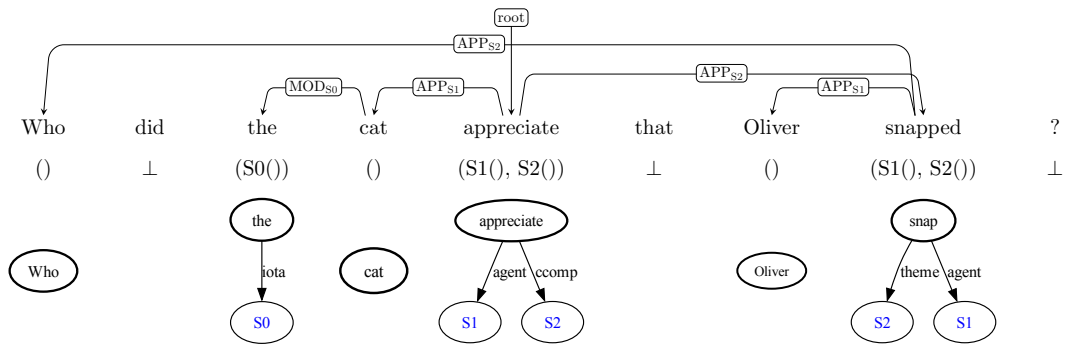 root
APP_S2
APP_S2
MOD_S0 APP_S1 APP_S1
Who did the cat appreciate that Oliver snapped ?
() ⊥ (S0()) () (S1(), S2()) ⊥ () (S1(), S2()) ⊥
the appreciate snap
Who iota cat agent ccomp Oliver theme agent
S0 S1 S2 S2 S1